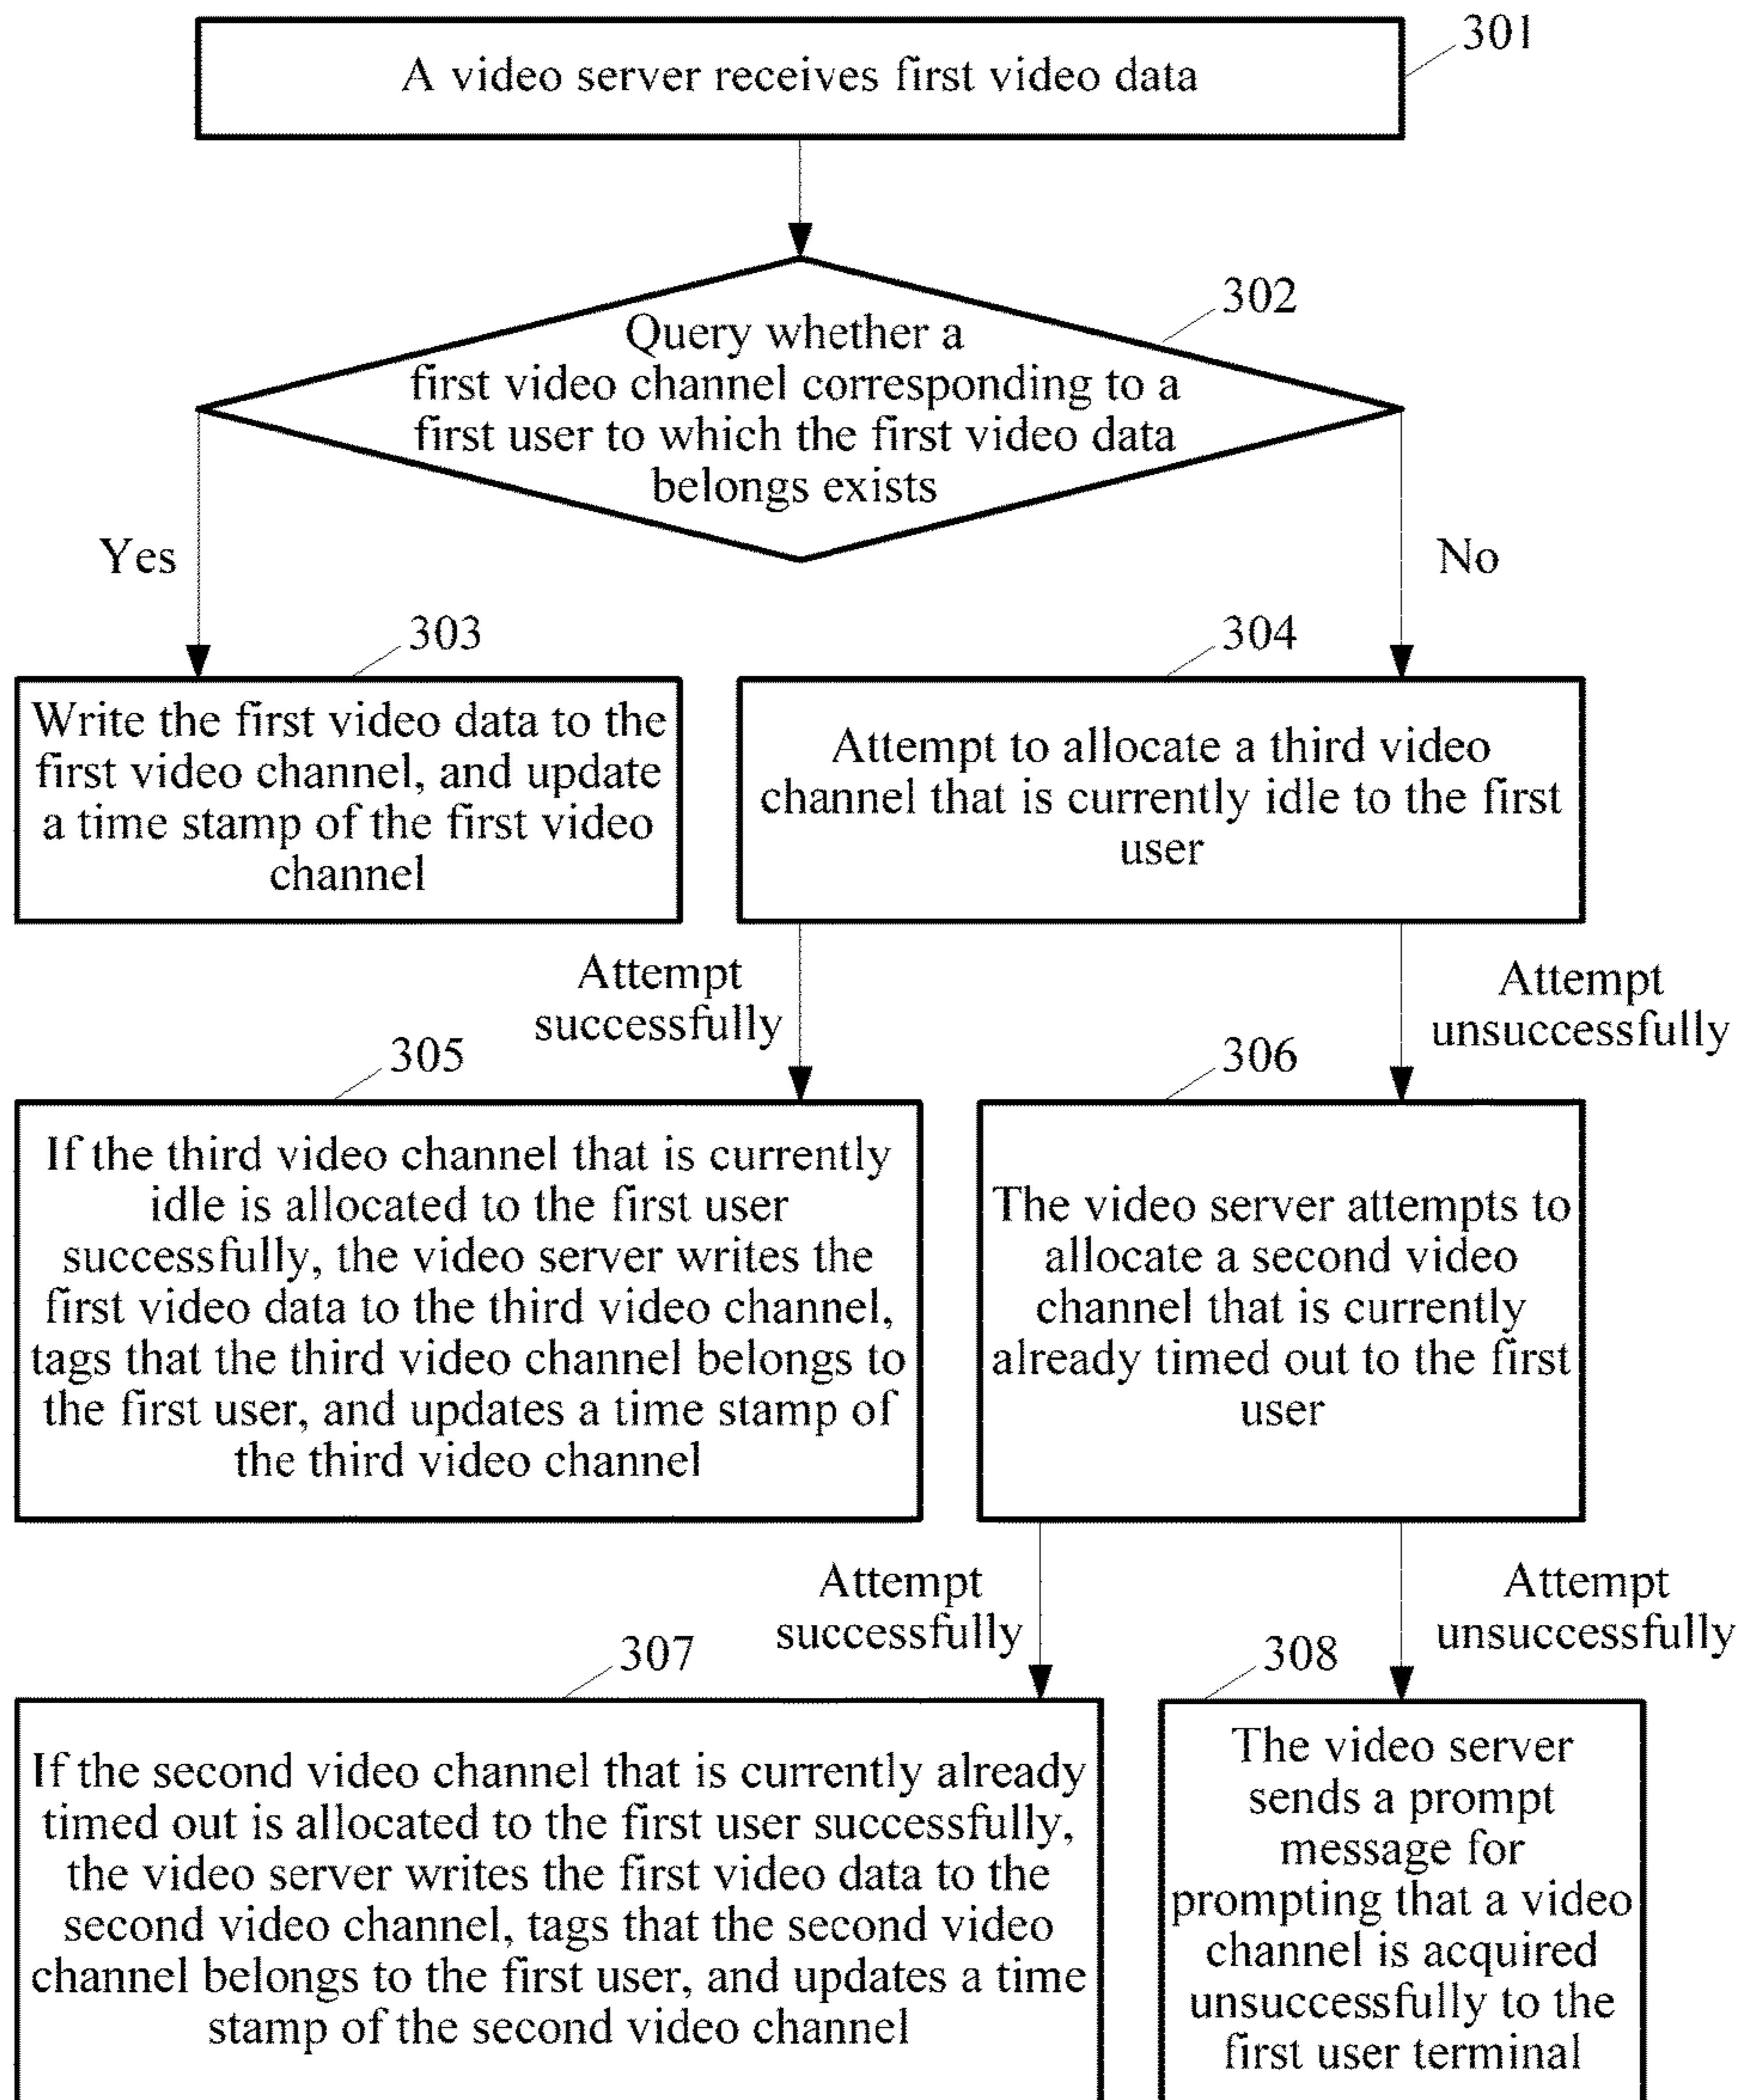 301
A video server receives first video data
302
Query whether a
first video channel corresponding to a
first user to which the first video data
belongs exists
Yes
No
303
304
Write the first video data to the
first video channel, and update
a time stamp of the first video
channel
Attempt to allocate a third video
channel that is currently idle to the first
user
Attempt
successfully
Attempt
unsuccessfully
305
306
If the third video channel that is currently
idle is allocated to the first user
successfully, the video server writes the
first video data to the third video channel,
tags that the third video channel belongs to
the first user, and updates a time stamp of
the third video channel
The video server attempts to
allocate a second video
channel that is currently
already timed out to the first
user
Attempt
successfully
Attempt
unsuccessfully
307
308
If the second video channel that is currently already
timed out is allocated to the first user successfully,
the video server writes the first video data to the
second video channel, tags that the second video
channel belongs to the first user, and updates a time
stamp of the second video channel
The video server
sends a prompt
message for
prompting that a video
channel is acquired
unsuccessfully to the
first user terminal